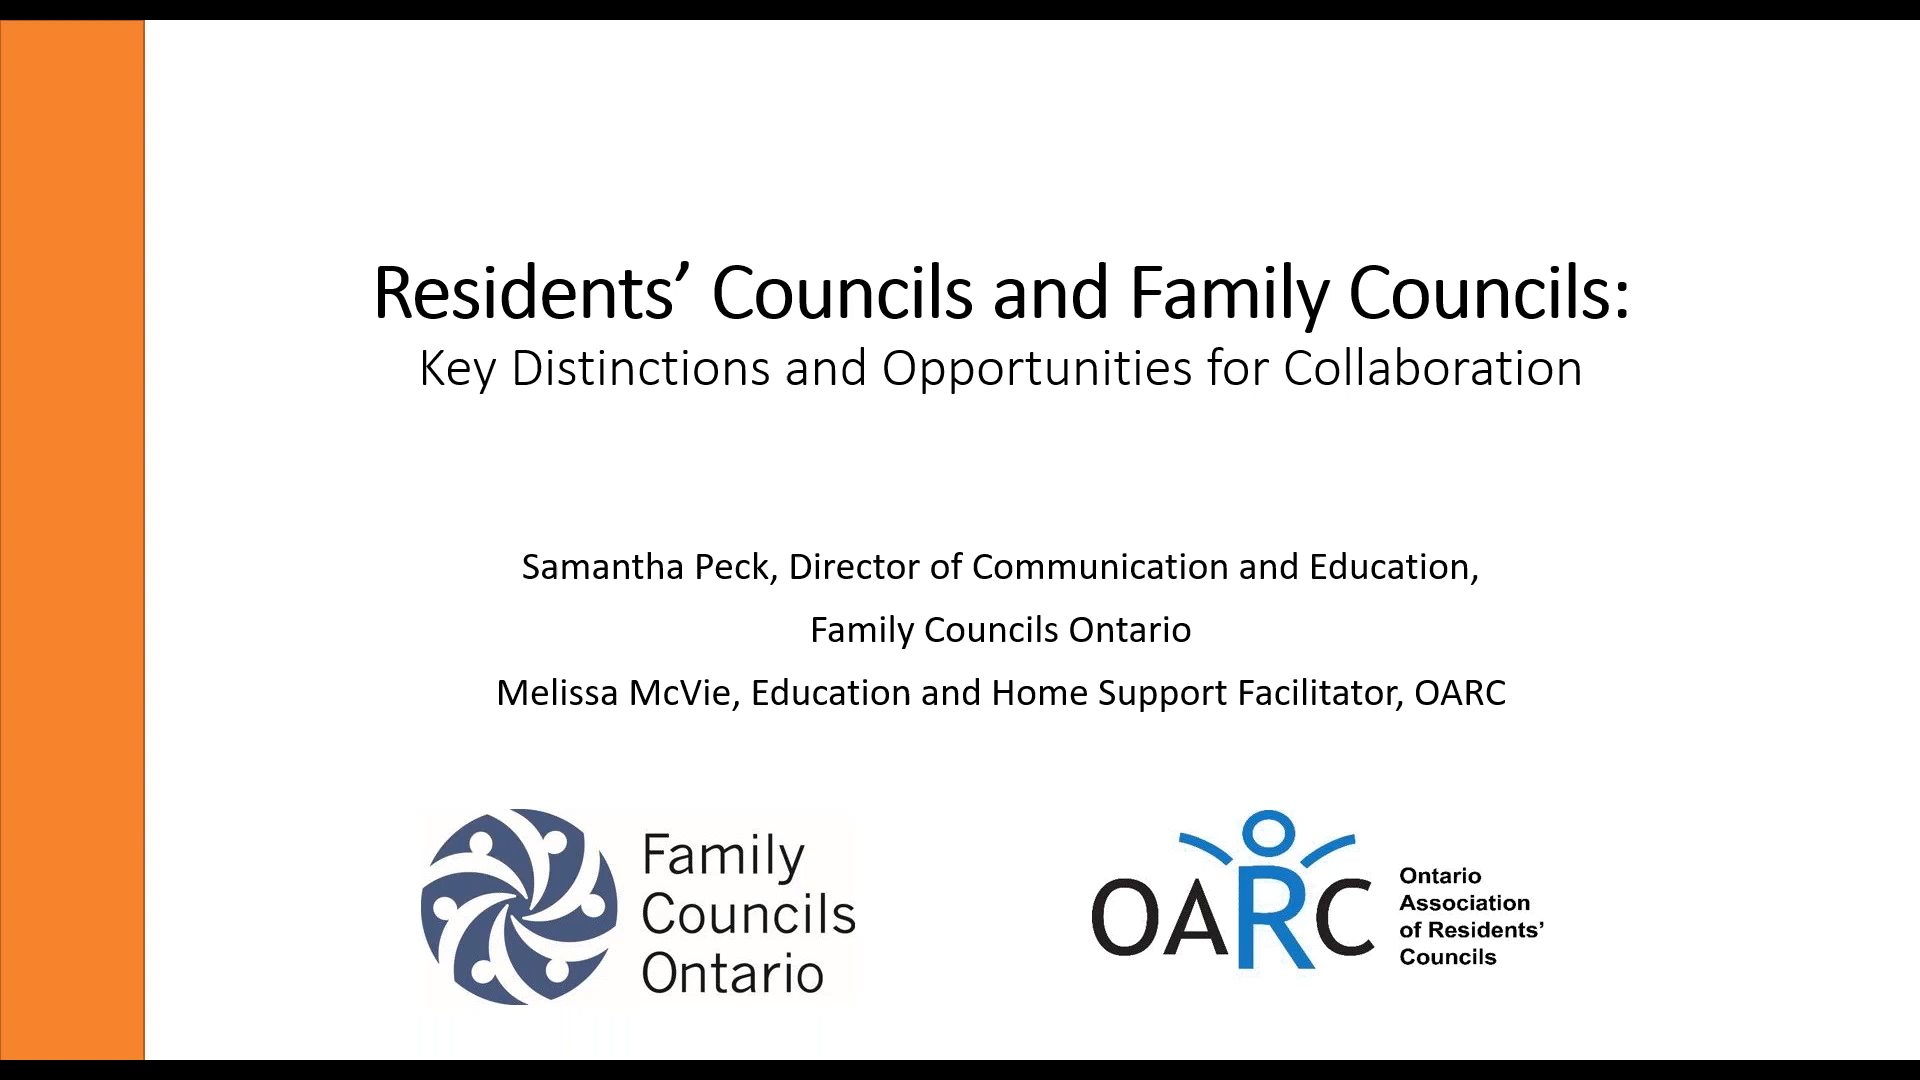 Residents’ Councils and Family Councils:
Key Distinctions and Opportunities for Collaboration
Samantha Peck, Director of Communication and Education,
Family Councils Ontario
Melissa McVie, Education and Home Support Facilitator, OARC
Family
Councils
Ontario
OARC
Ontario
Association
of Residents’
Councils